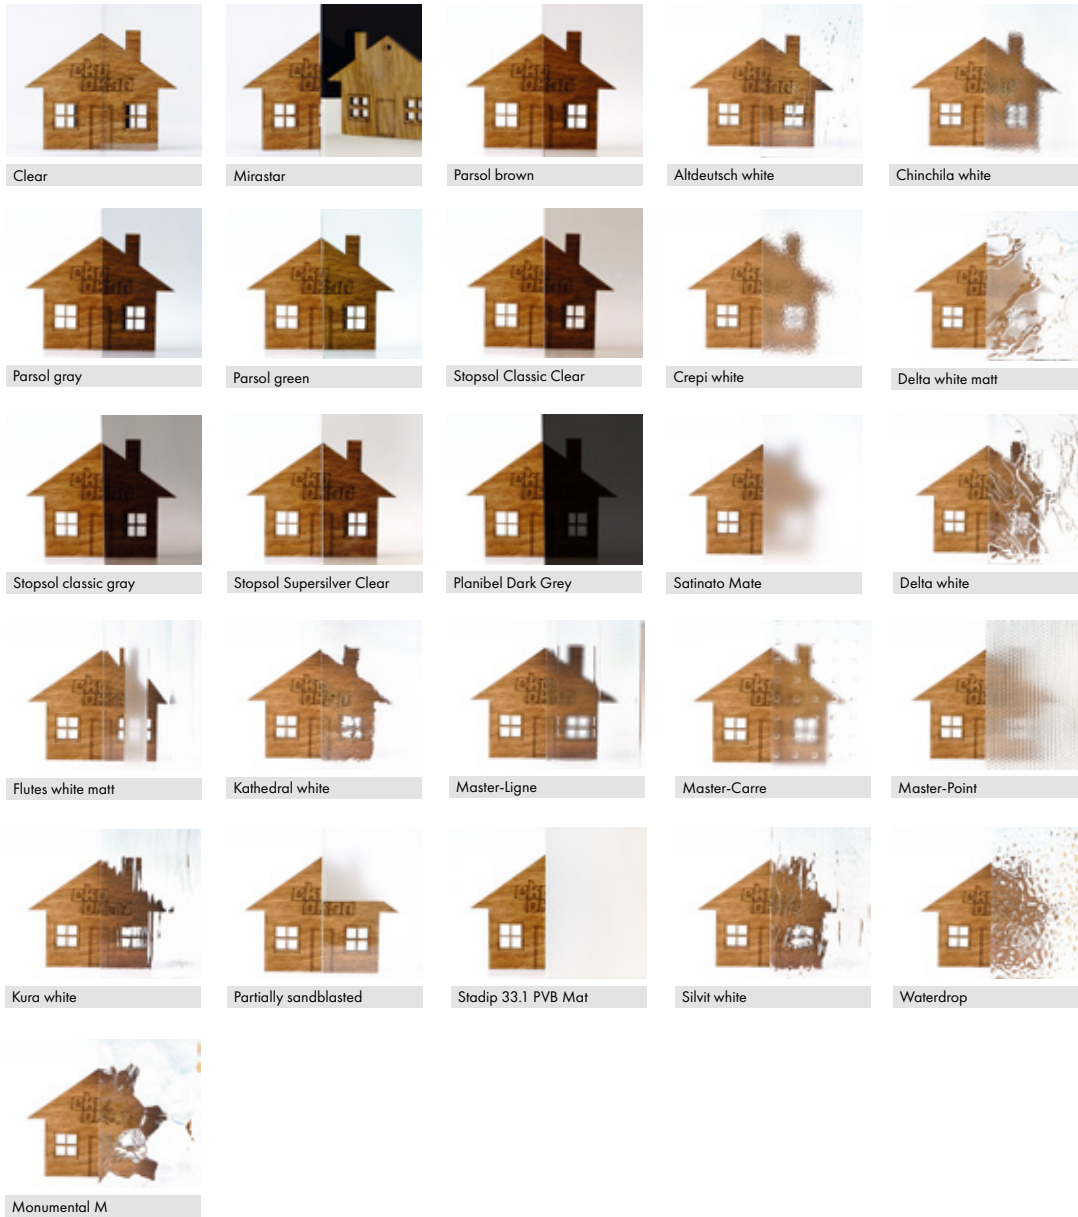 Clear
Mirastar
Parsol brown
Altdeutsch white
Chinchila white
Parsol gray
Parsol green
Stopsol Classic Clear
Crepi white
Delta white matt
Stopsol classic gray
Stopsol Supersilver Clear
Planibel Dark Grey
Satinato Mate
Delta white
Flutes white matt
Kathedral white
Master-Ligne
Master-Carre
Master-Point
Kura white
Partially sandblasted
Stadip 33.1 PVB Mat
Silvit white
Waterdrop
Monumental M